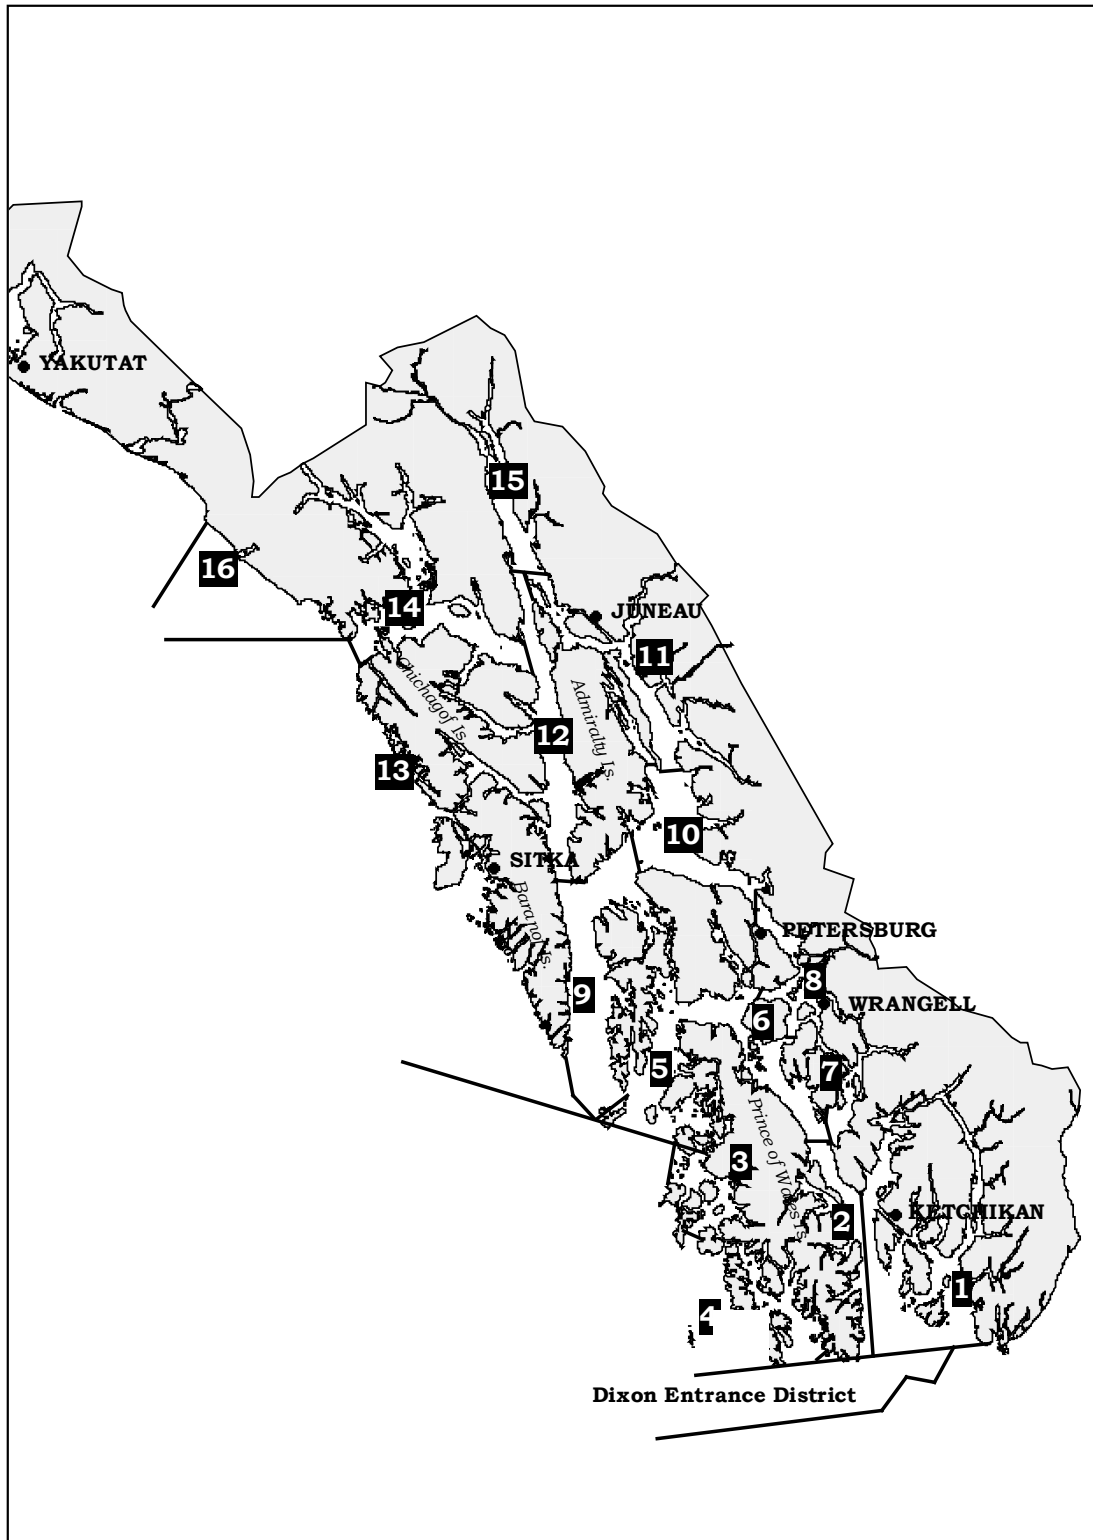 YAKUTAT
15
16
14
JUNEAU
11
Chichagof Is.
Admiralty Is.
12
13
10
SITKA
Baranof Is.
PETERSBURG
8
9
WRANGELL
6
5
7
Prince of Wales Is.
3
KETCHIKAN
2
1
4
Dixon Entrance District